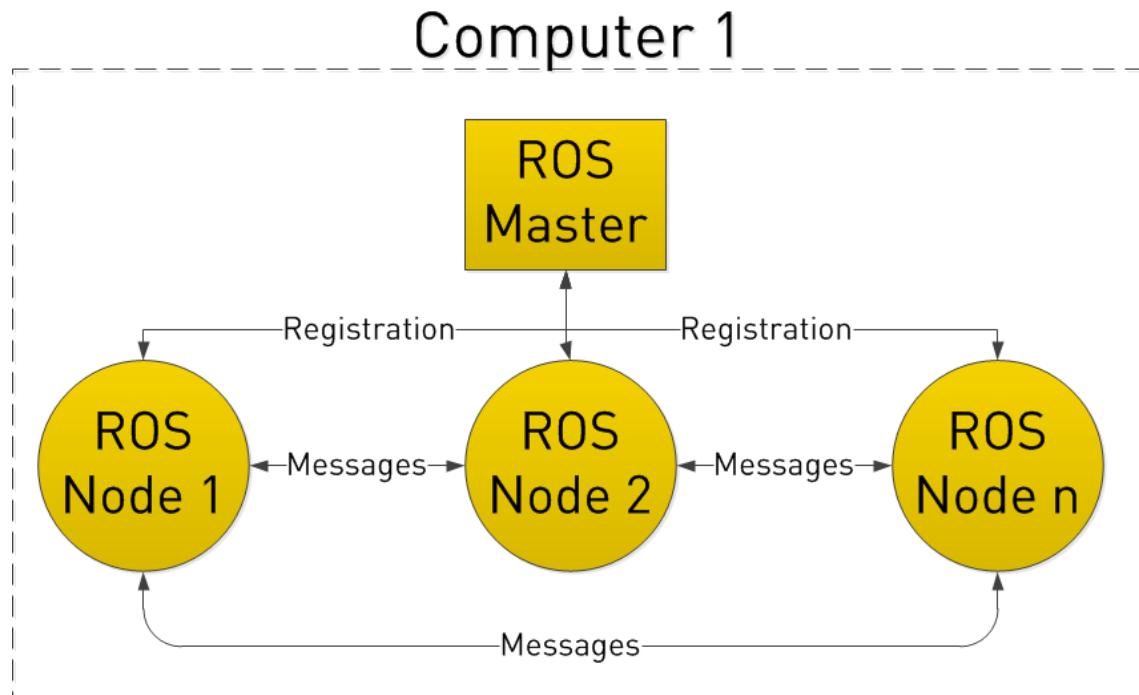 Computer 1
ROS
Master
Registration
Registration
ROS
Node 1
Messages
ROS
Node 2
Messages
ROS
Node n
Messages